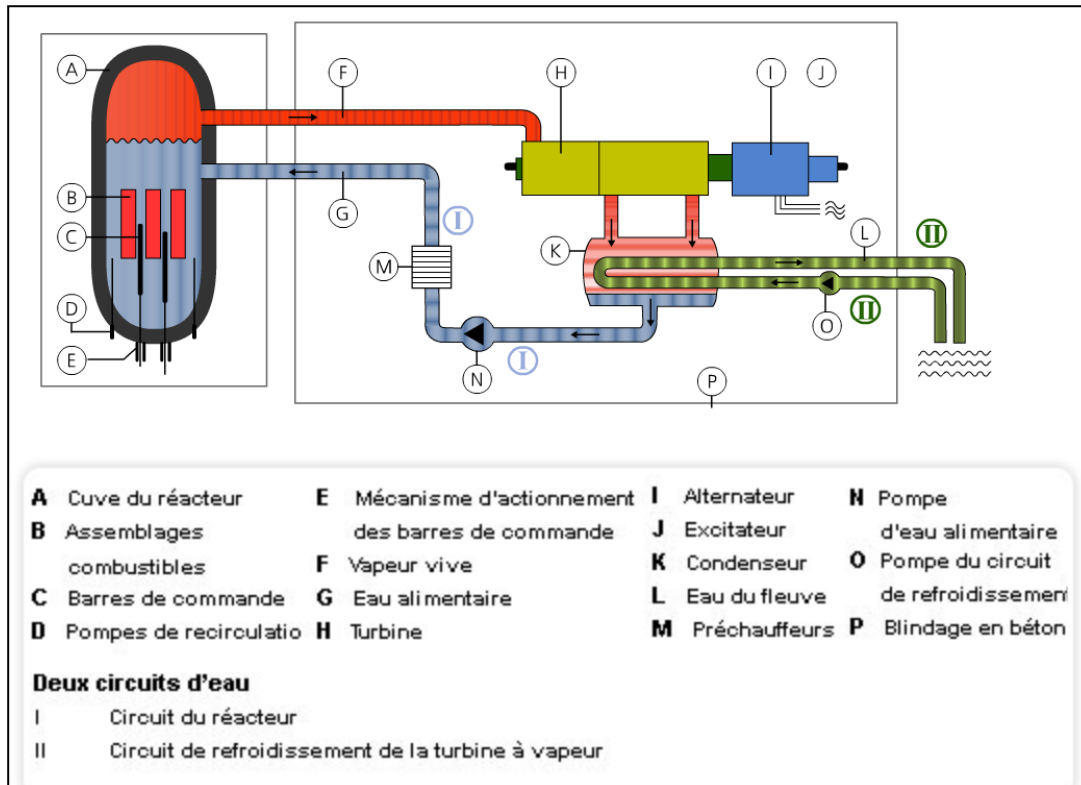 A
F
H
I
J
B
G
I
K
L
II
C
M
D
O
II
E
N
I
P
A Cuve du réacteur
B Assemblages
combustibles
C Barres de commande
D Pompes de recirculatio
E Mécanisme d'actionnement
des barres de commande
F Vapeur vive
G Eau alimentaire
H Turbine
I Alternateur
J Excitateur
K Condenseur
L Eau du fleuve
M Préchauffeurs
N Pompe
d'eau alimentaire
O Pompe du circuit
de refroidissement
P Blindage en béton
Deux circuits d'eau
I Circuit du réacteur
II Circuit de refroidissement de la turbine à vapeur